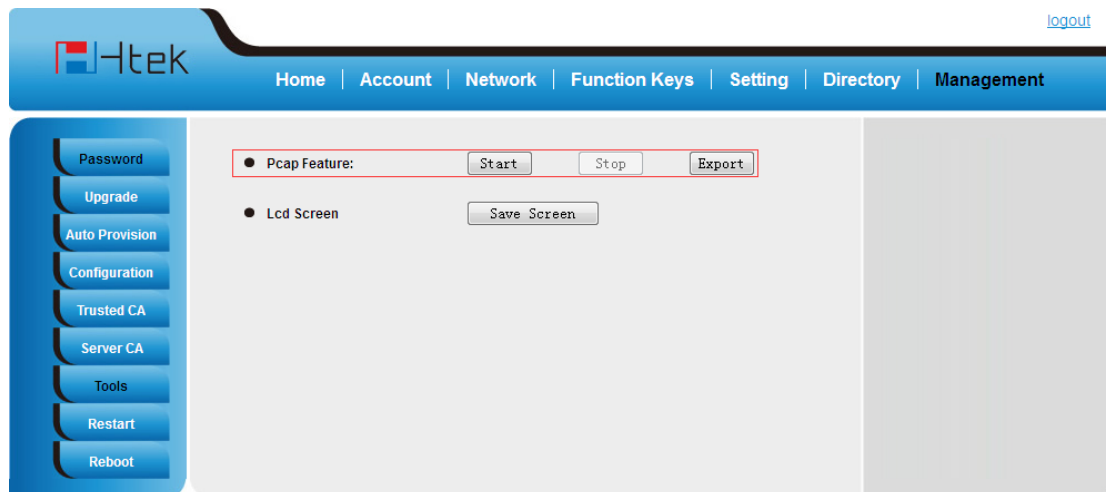 logout
Htek
Home | Account | Network | Function Keys | Setting | Directory | Management
Password
Upgrade
Auto Provision
Configuration
Trusted CA
Server CA
Tools
Restart
Reboot
Pcap Feature: Start Stop Export
Lcd Screen Save Screen